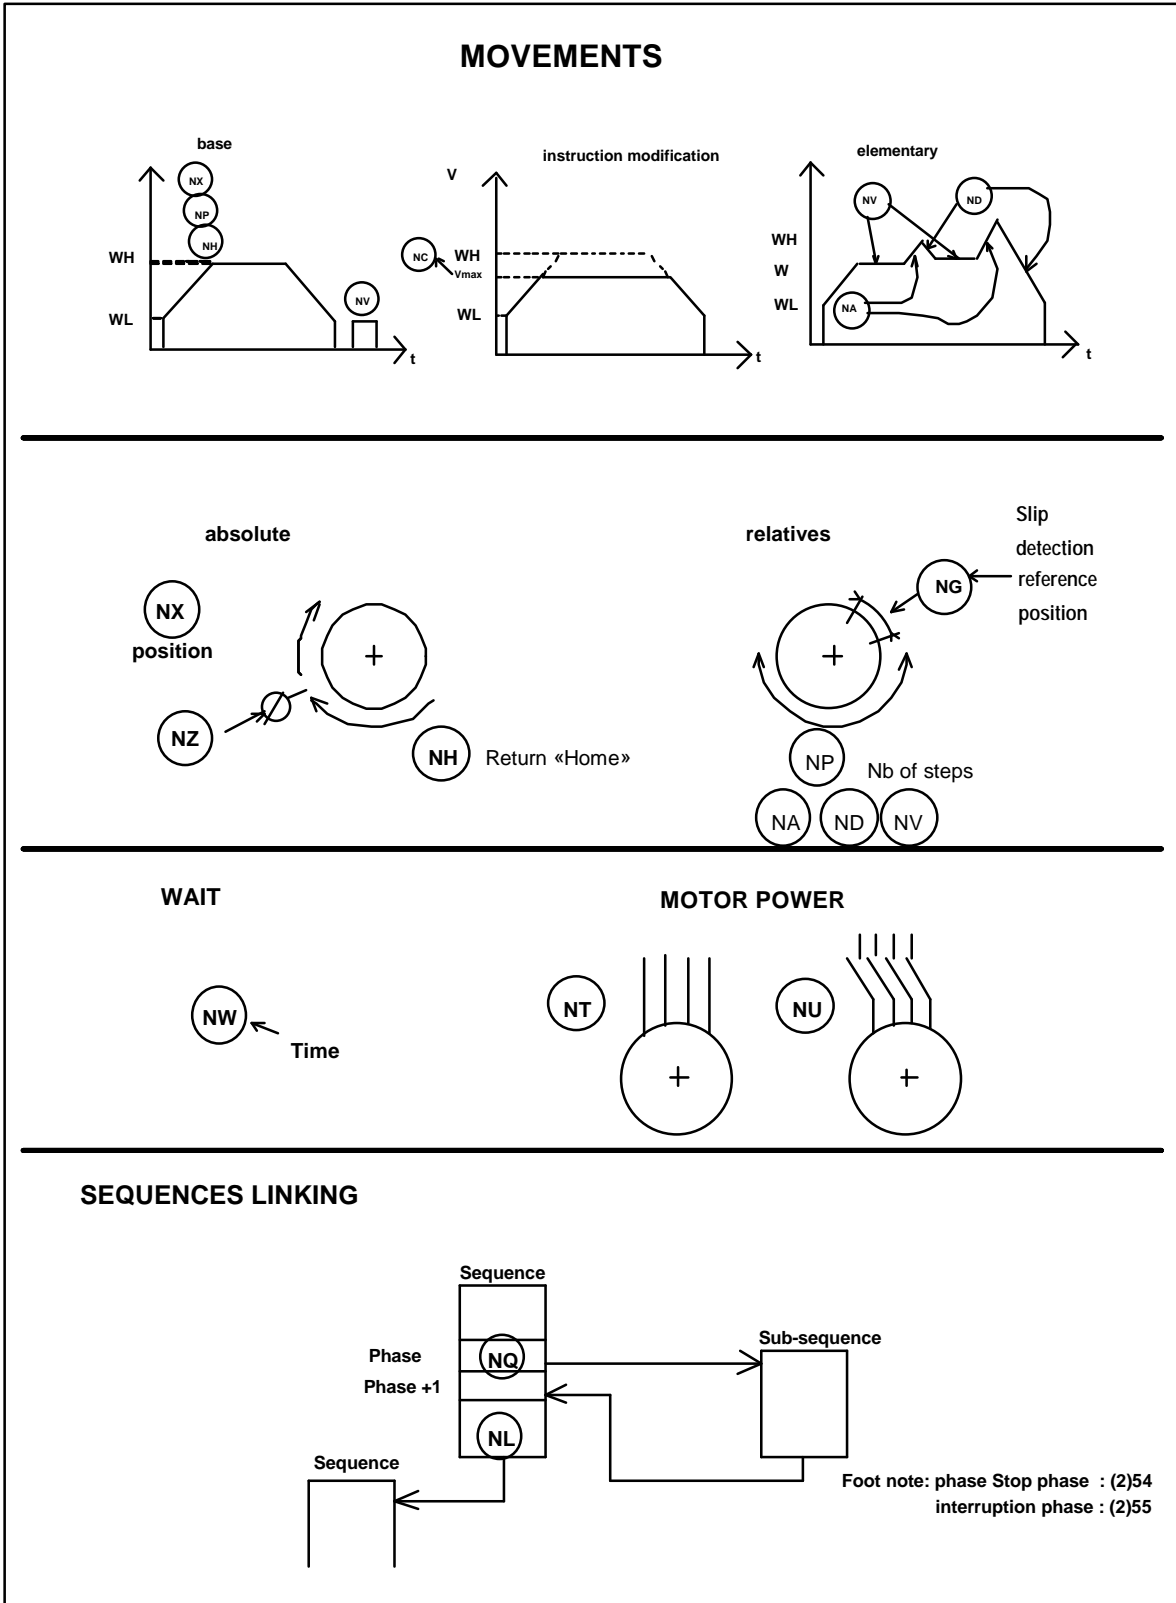 MOVEMENTS
base
NX
NP
NH
WH
WL
NV
t
instruction modification
V
NC
WH
Vmax
WL
t
elementary
NV
ND
WH
W
WL
NA
t
absolute
NX
position
NZ
NH
Return «Home»
relatives
Slip
detection
reference
position
NG
NP
Nb of steps
NA
ND
NV
WAIT
NW
Time
MOTOR POWER
NT
NU
SEQUENCES LINKING
Sequence
Phase
NQ
Phase +1
NL
Sub-sequence
Sequence
Foot note: phase Stop phase : (2)54
interruption phase : (2)55